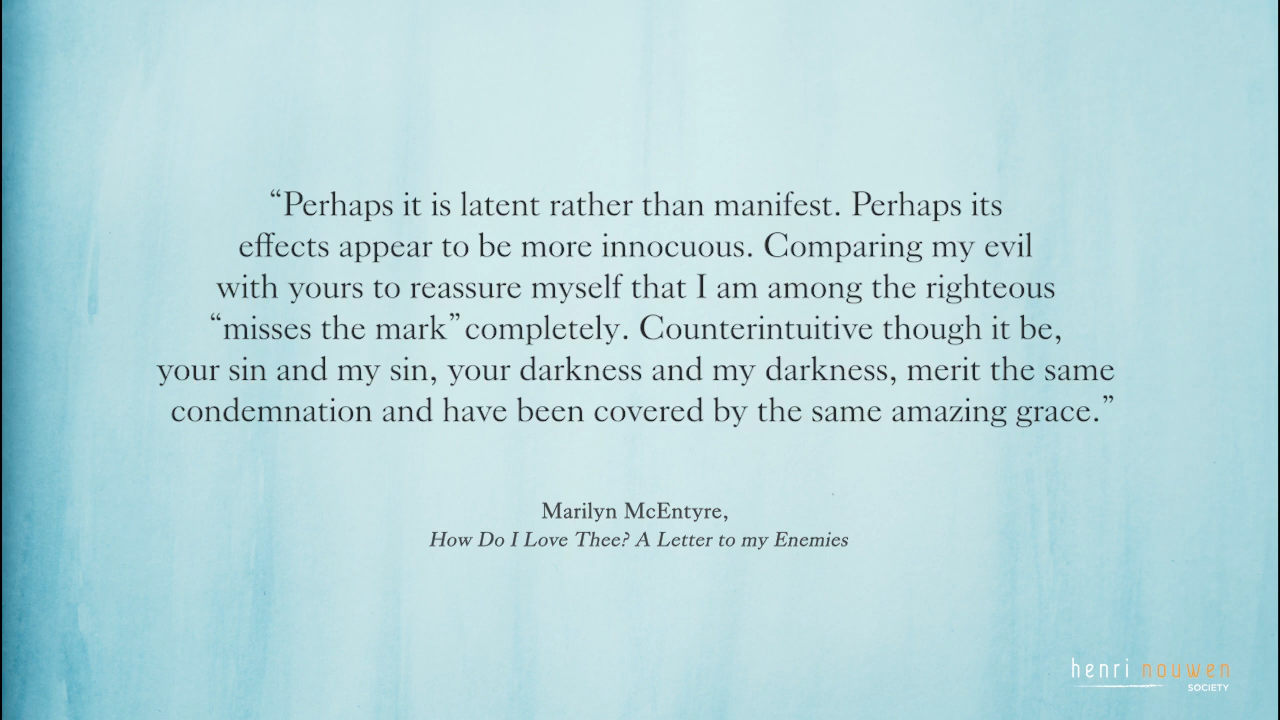 “Perhaps it is latent rather than manifest. Perhaps its
effects appear to be more innocuous. Comparing my evil
with yours to reassure myself that I am among the righteous
“misses the mark” completely. Counterintuitive though it be,
your sin and my sin, your darkness and my darkness, merit the same
condemnation and have been covered by the same amazing grace.”
Marilyn McEntyre,
How Do I Love Thee? A Letter to my Enemies
henri nouwen
SOCIETY